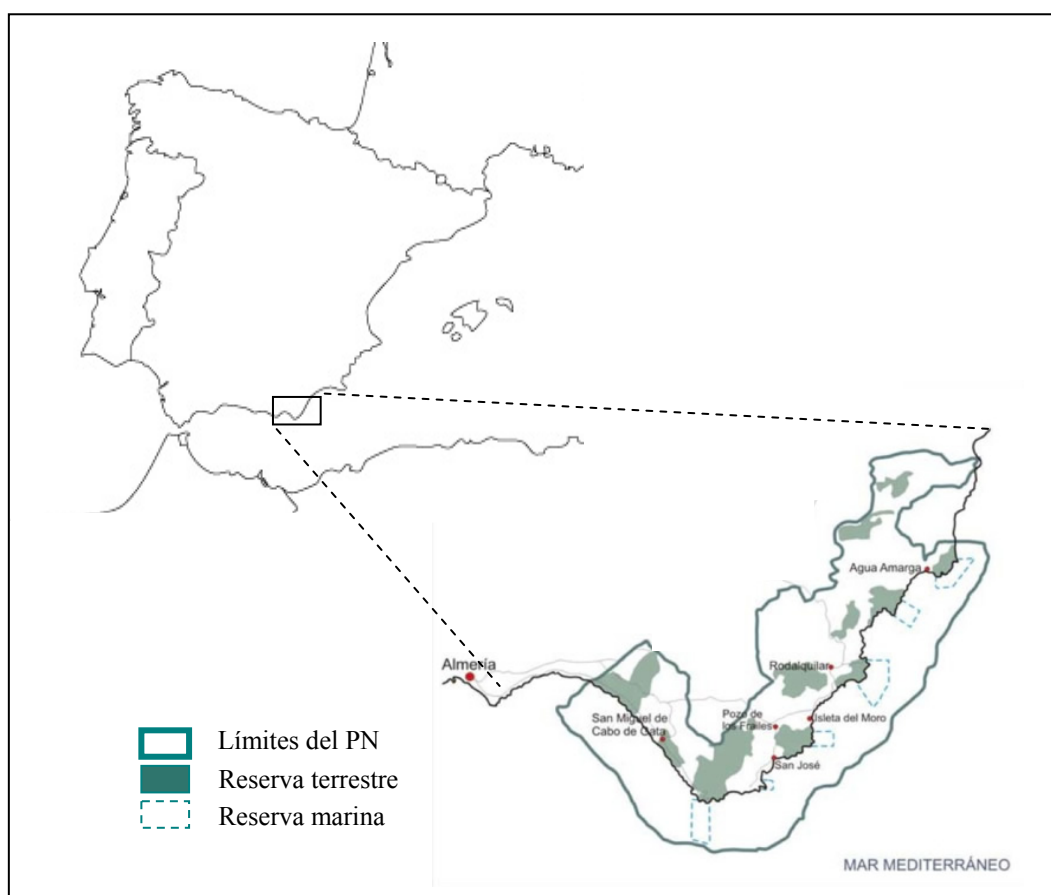 Agua Amarga
Almería
Rodalquilar
San Miguel de
Cabo de Gata
Pozo de
los Frailes
Isleta del Moro
San José
Límites del PN
Reserva terrestre
Reserva marina
MAR MEDITERRÁNEO